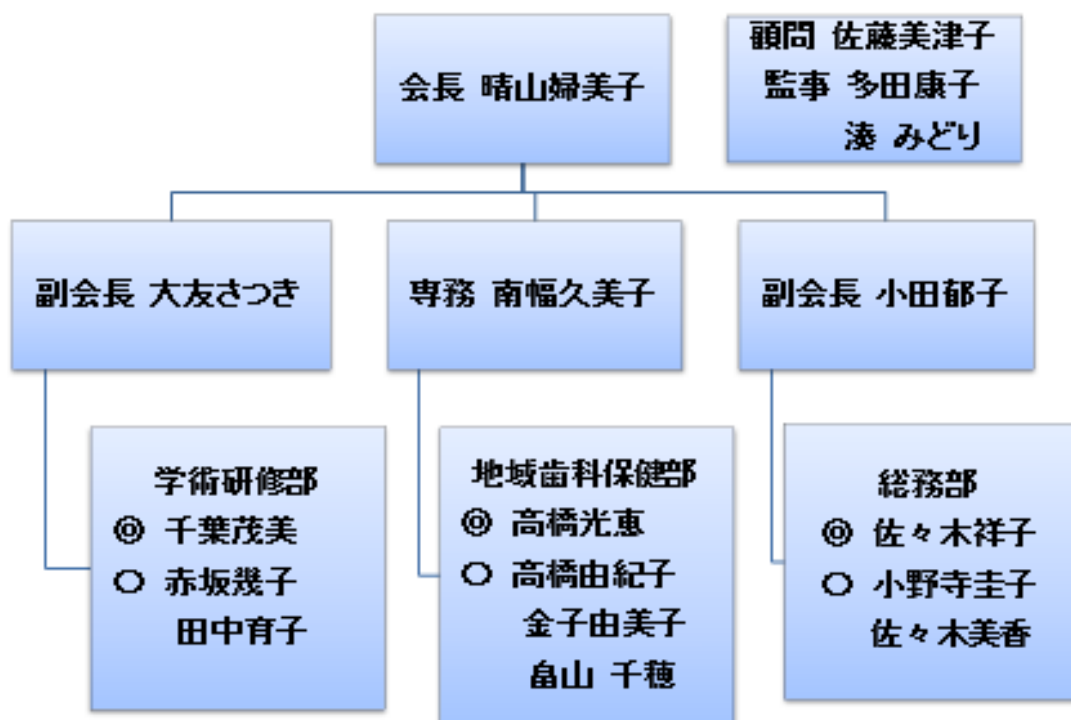 会長 晴山婦美子
顧問 佐藤美津子
監事 多田康子
湊 みどり
副会長 大友さつき
専務 南幅久美子
副会長 小田郁子
学術研修部
◎ 千葉茂美
○ 赤坂幾子
田中育子
地域歯科保健部
◎ 高橋光恵
○ 高橋由紀子
金子由美子
畠山 千穂
総務部
◎ 佐々木祥子
○ 小野寺圭子
佐々木美香